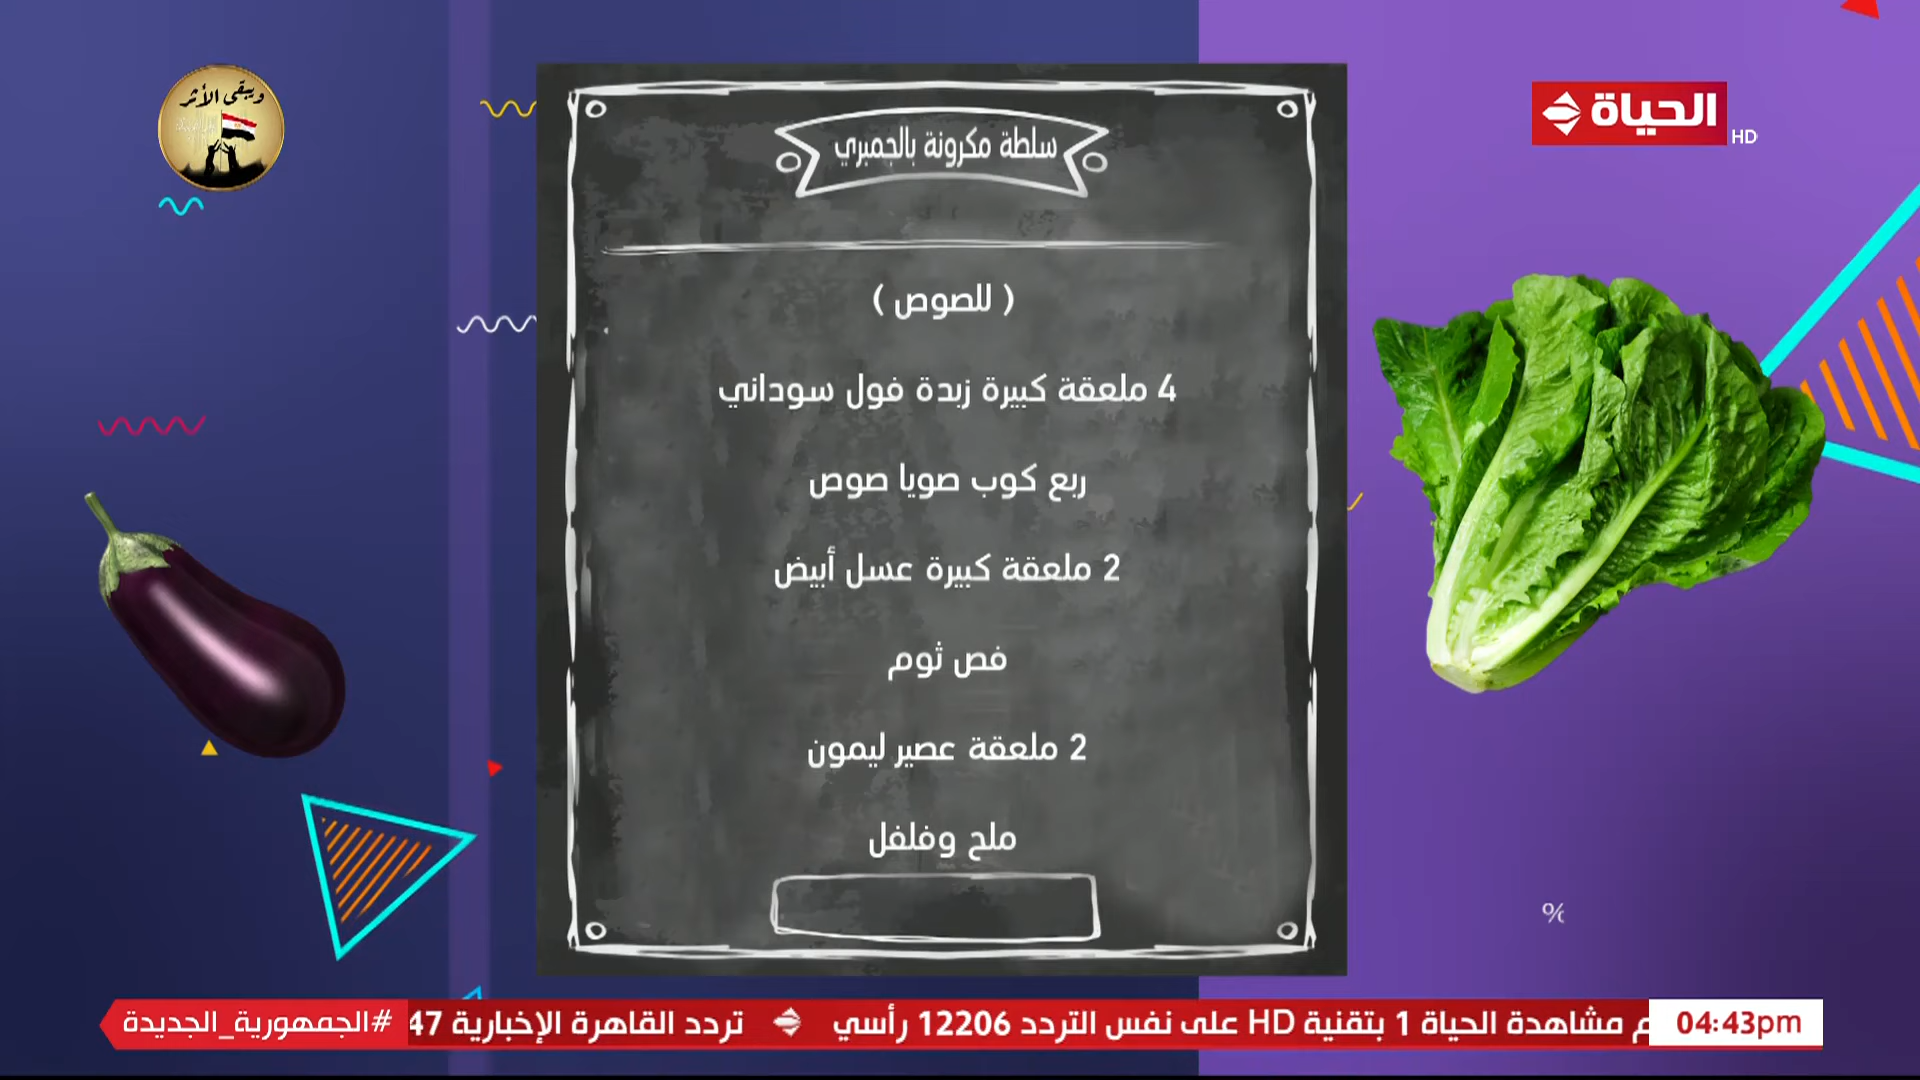 ويبقى الأثر
الحياة
HD
سلطة مكرونة بالجمبري
( للصوص )
4 ملعقة كبيرة زبدة فول سوداني
ربع كوب صويا صوص
2 ملعقة كبيرة عسل أبيض
فص ثوم
2 ملعقة عصير ليمون
ملح وفلفل
%
04:43pm
م مشاهدة الحياة 1 بتقنية HD على نفس التردد 12206 رأسي
تردد القاهرة الإخبارية 47
#الجمهورية_الجديدة